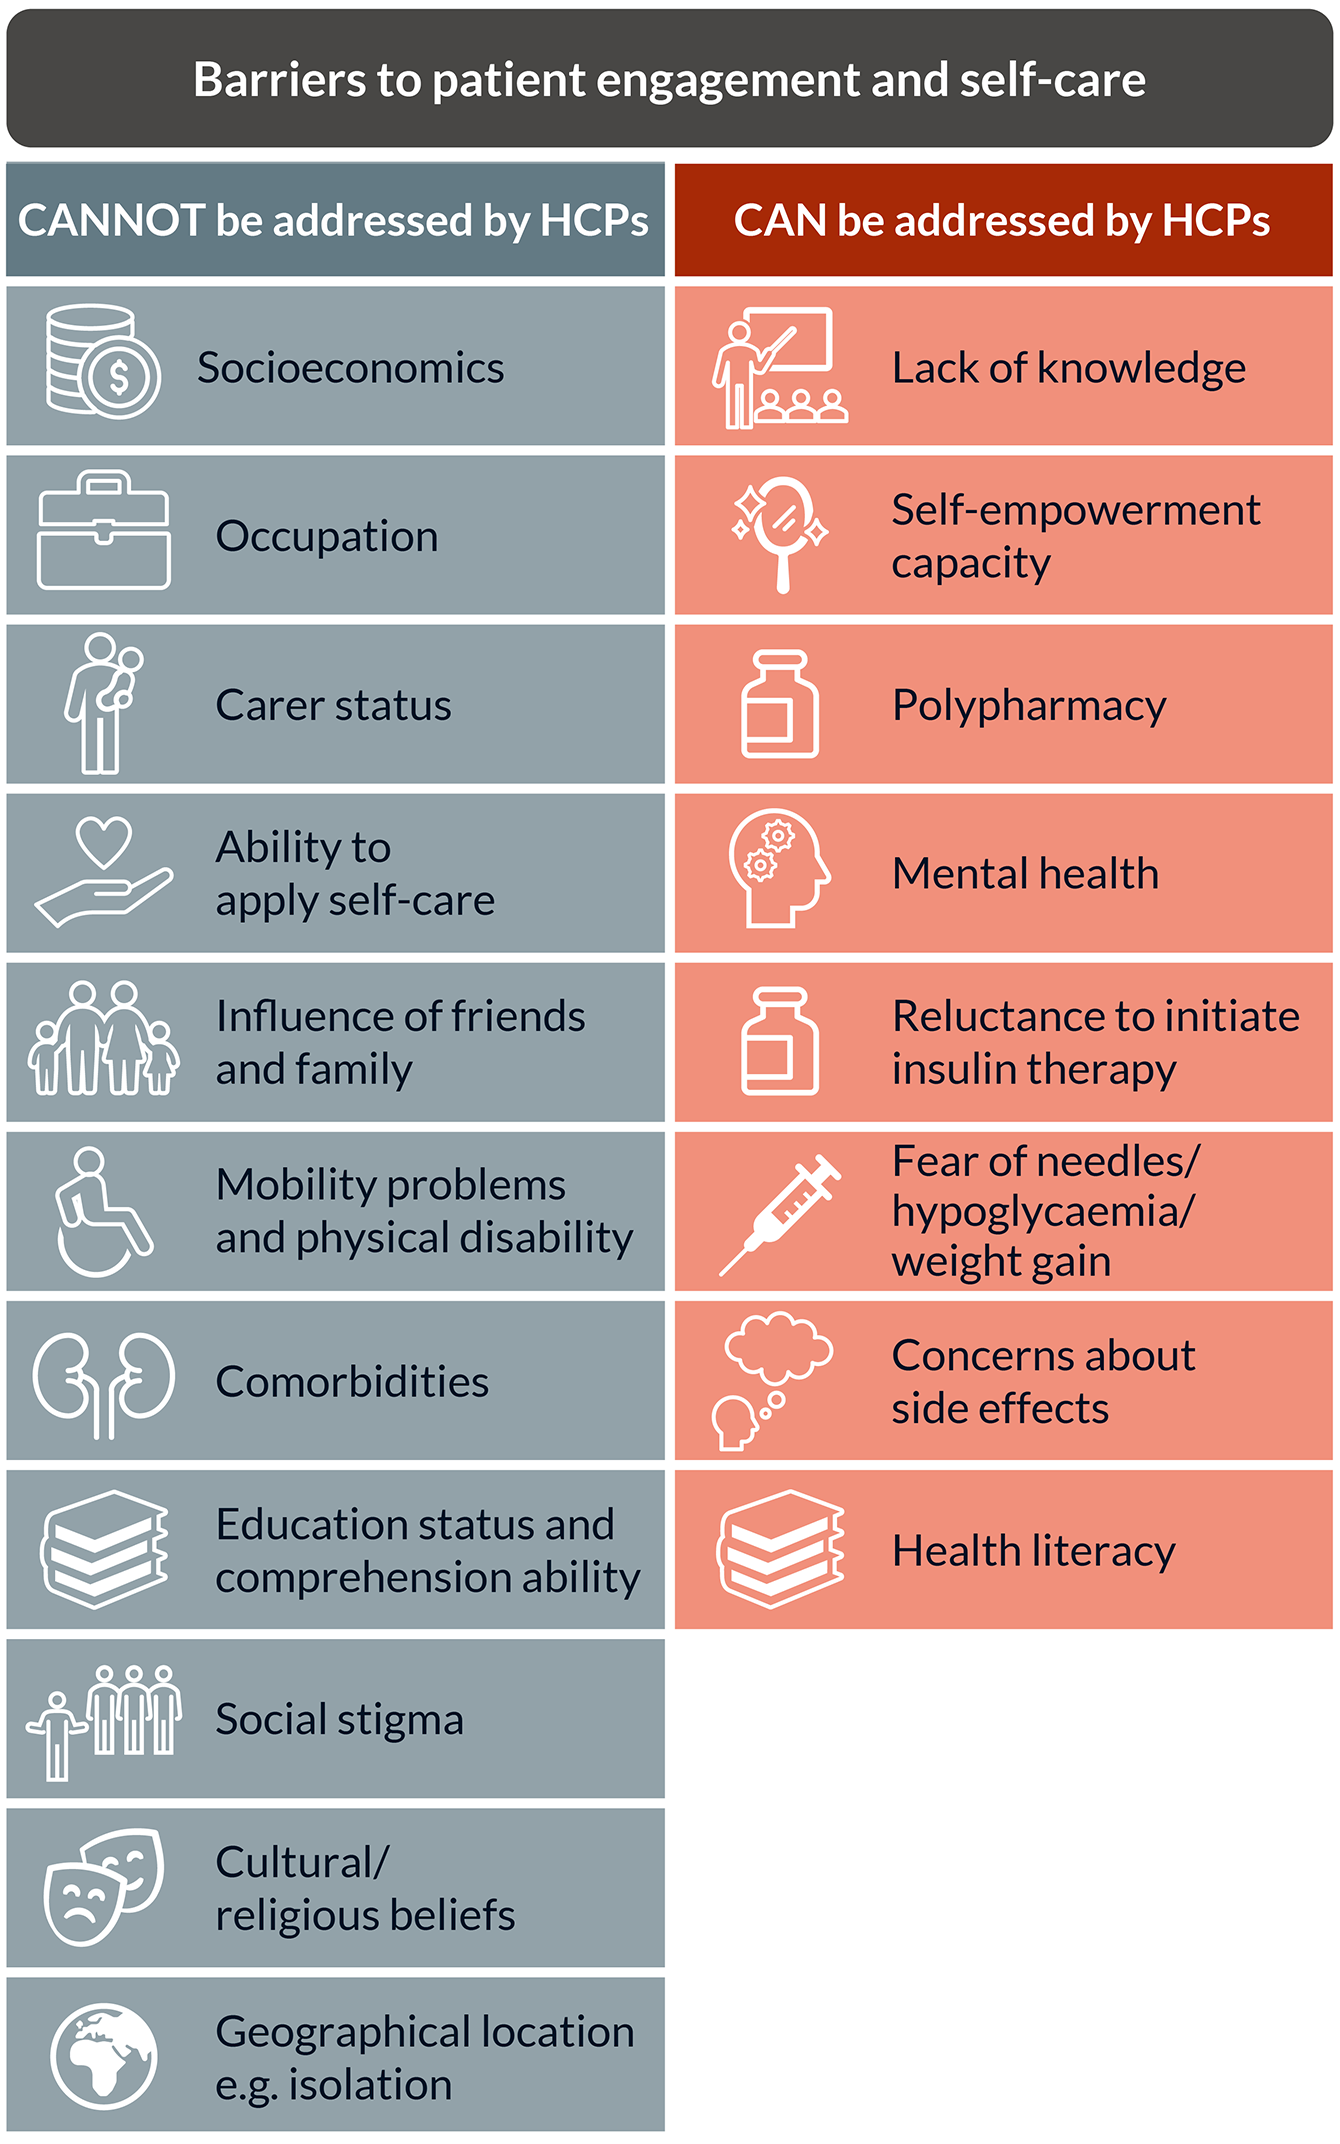 Barriers to patient engagement and self-care
CANNOT be addressed by HCPs
Socioeconomics
Occupation
Carer status
Ability to
apply self-care
Influence of friends
and family
Mobility problems
and physical disability
Comorbidities
Education status and
comprehension ability
Social stigma
Cultural/
religious beliefs
Geographical location
e.g. isolation
CAN be addressed by HCPs
Lack of knowledge
Self-empowerment
capacity
Polypharmacy
Mental health
Reluctance to initiate
insulin therapy
Fear of needles/
hypoglycaemia/
weight gain
Concerns about
side effects
Health literacy